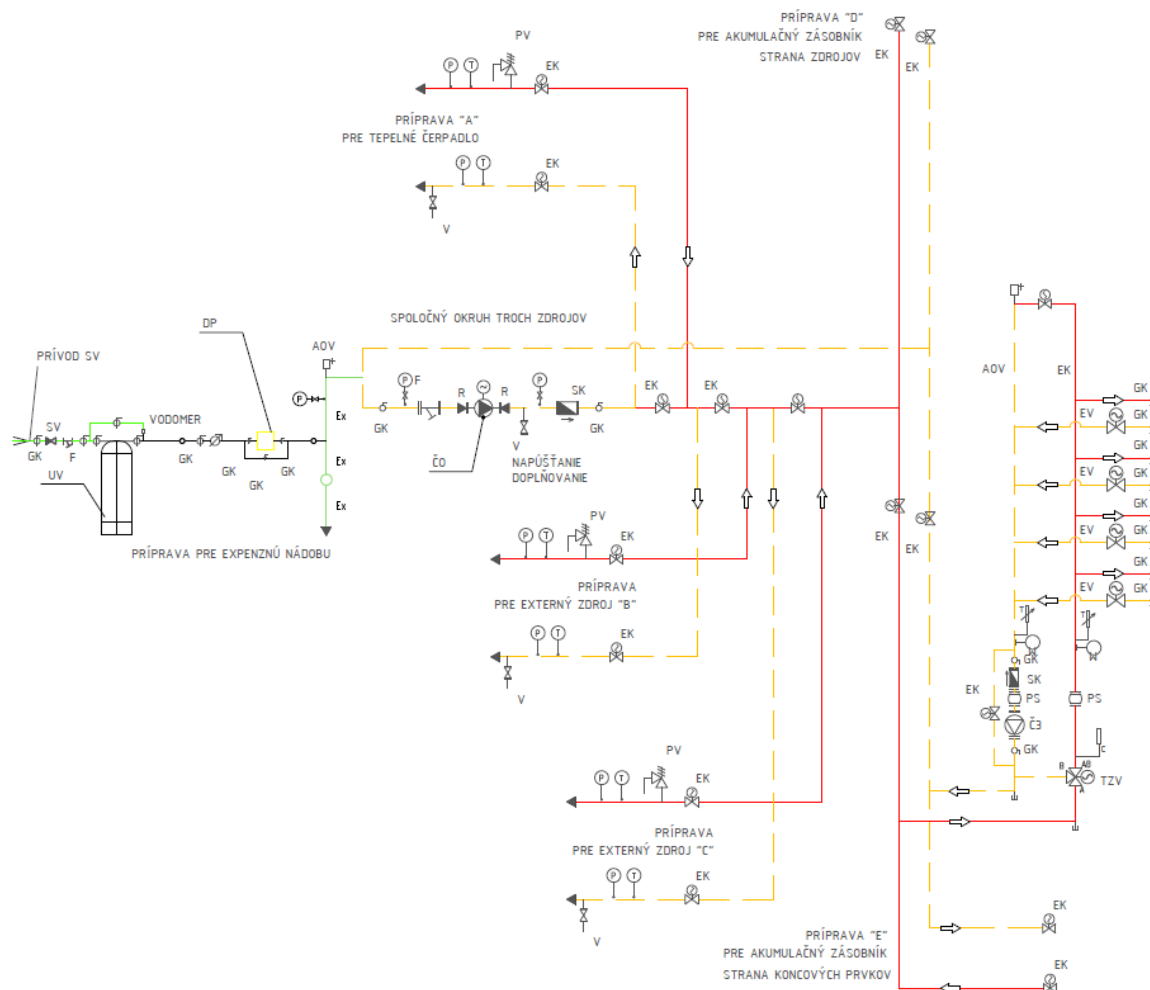 PRÍPRAVA "D"
PRE AKUMULAČNÝ ZÁSOBNÍK
STRANA ZDROJOV
EK
EK
PV
P
T
EK
PRÍPRAVA "A"
PRE TEPELNÉ ČERPADLO
P
T
EK
V
SPOLOČNÝ OKRUH TROCH ZDROJOV
DP
AOV
PRÍVOD SV
P
Ex
P
F
R
R
P
SK
EK
EK
GK
GK
V
NAPÚŠŤANIE
DOPLŇOVANIE
ČO
VODOMER
SV
GK
F
UV
GK
GK
GK
GK
Ex
Ex
PRÍPRAVA PRE EXPENZNÚ NÁDOBU
AOV
EK
GK
EV
GK
GK
EV
GK
GK
EV
GK
GK
EV
GK
EK
EK
P
T
PV
EK
PRÍPRAVA
PRE EXTERNÝ ZDROJ "B"
P
T
EK
V
T
T
GK
SK
EK
PS
PS
Č3
GK
C
B
AB
A
TZV
P
T
PV
EK
PRÍPRAVA
PRE EXTERNÝ ZDROJ "C"
P
T
EK
V
EK
PRÍPRAVA "E"
PRE AKUMULAČNÝ ZÁSOBNÍK
STRANA KONCOVÝCH PRVKOV
EK